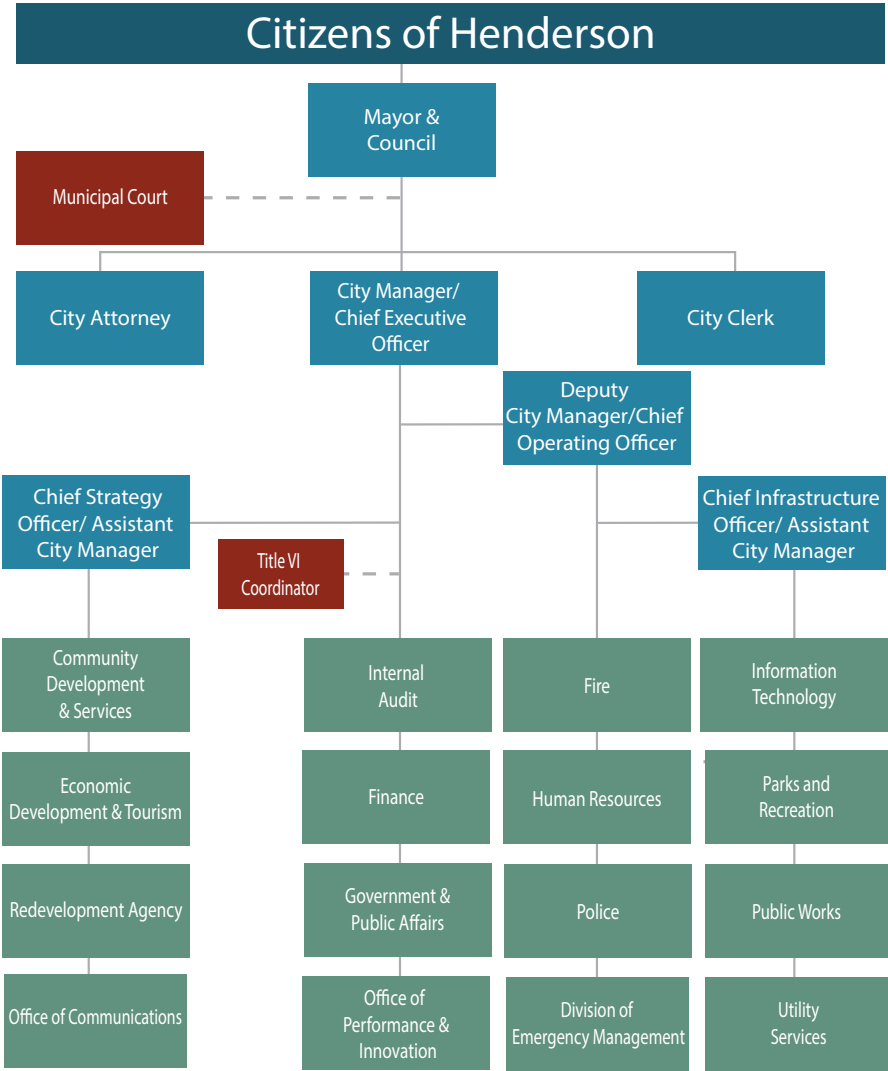 Citizens of Henderson
Mayor &
Council
Municipal Court
City Attorney
City Manager/
Chief Executive
Officer
City Clerk
Deputy
City Manager/Chief
Operating Officer
Chief Strategy
Officer/ Assistant
City Manager
Chief Infrastructure
Officer/ Assistant
City Manager
Title VI
Coordinator
Community
Development
& Services
Internal
Audit
Fire
Information
Technology
Economic
Development & Tourism
Finance
Human Resources
Parks and
Recreation
Redevelopment Agency
Government &
Public Affairs
Police
Public Works
Office of Communications
Office of
Performance &
Innovation
Division of
Emergency Management
Utility
Services